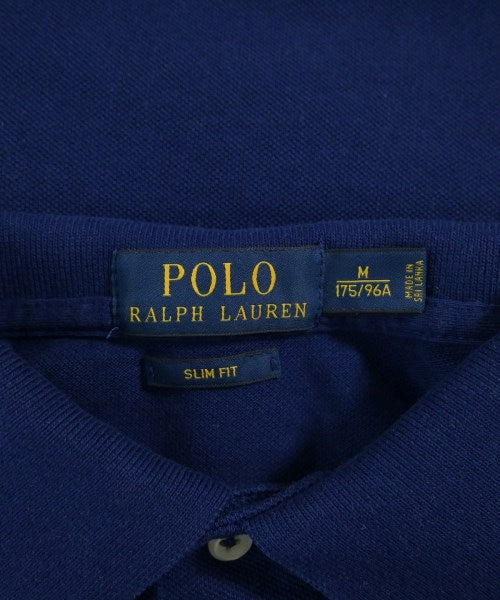 POLO
RALPH LAUREN
M
175/96A
MADE IN
SRI LANKA
SLIM FIT